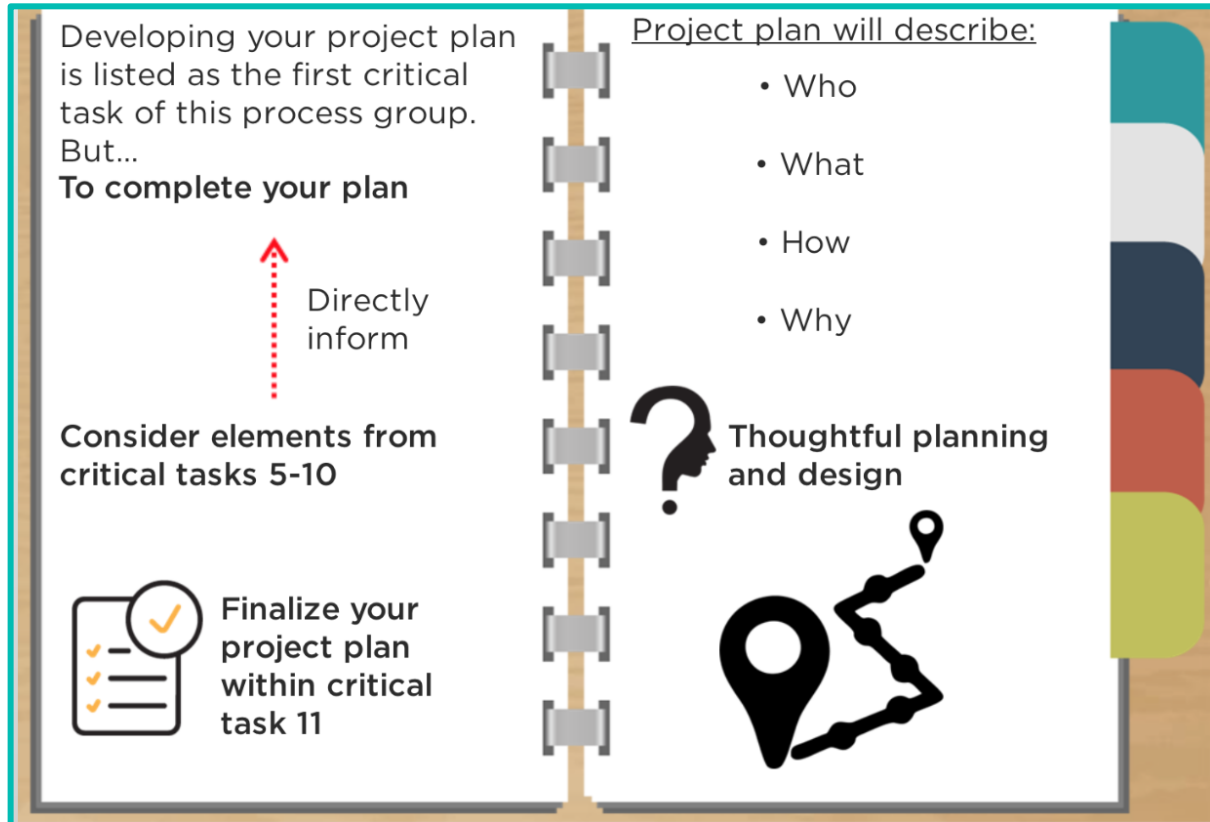 Developing your project plan
is listed as the first critical
task of this process group.
But...
To complete your plan
Directly
inform
Consider elements from
critical tasks 5-10
Finalize your
project plan
within critical
task 11
Project plan will describe:
• Who
• What
• How
• Why
Thoughtful planning
and design